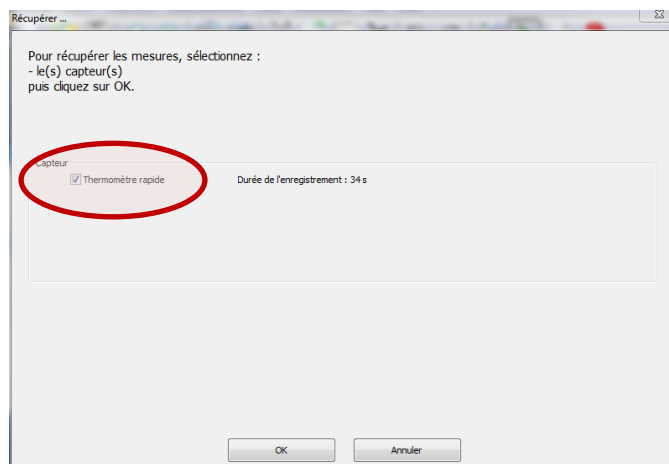 Récupérer ...
Pour récupérer les mesures, sélectionnez :
- le(s) capteur(s)
puis cliquez sur OK.
Capteur
Thermomètre rapide Durée de l'enregistrement : 34 s
OK Annuler